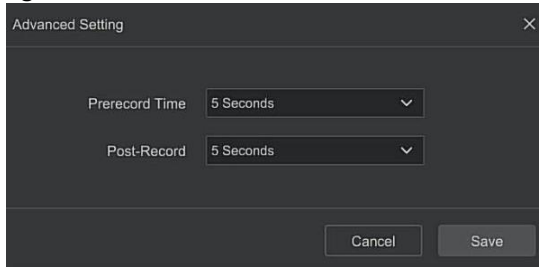 Advanced Setting
Prerecord Time 5 Seconds
Post-Record 5 Seconds
Cancel Save